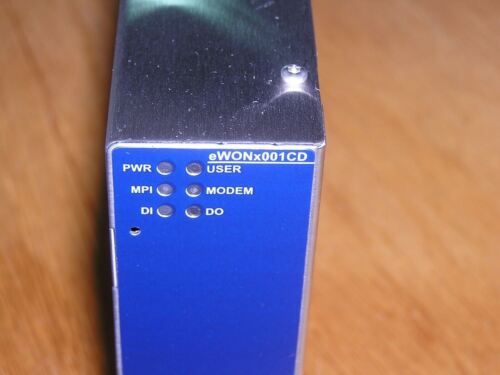 eWONx001CD
PWR USER
MPI MODEM
DI DO